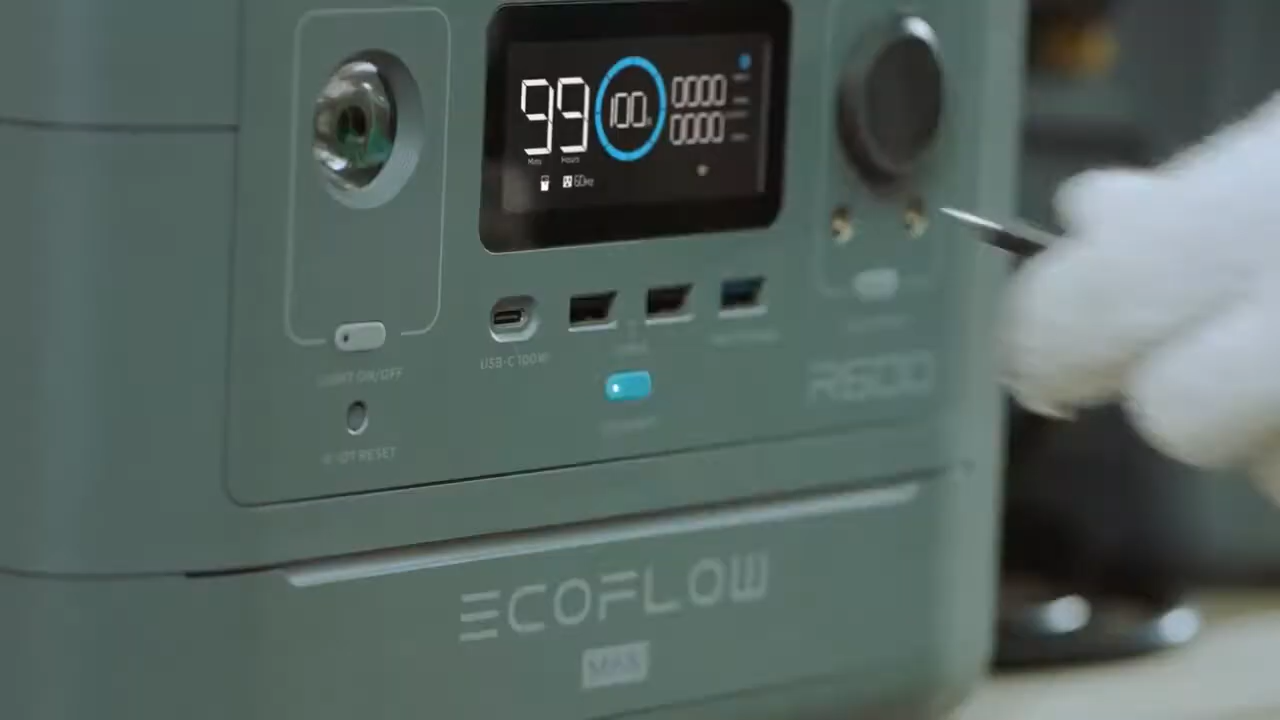 99
100%
0000
0000
Mins Hours
60Hz
USB-C 100W
LIGHT ON/OFF
IOT RESET
R600
ECOFLOW
MAX